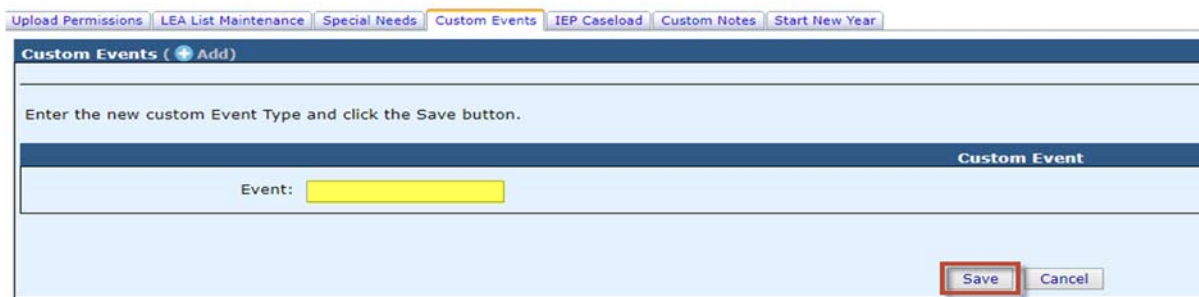 Upload Permissions LEA List Maintenance Special Needs Custom Events IEP Caseload Custom Notes Start New Year
Custom Events ( Add)
Enter the new custom Event Type and click the Save button.
Custom Event
Event:
Save Cancel